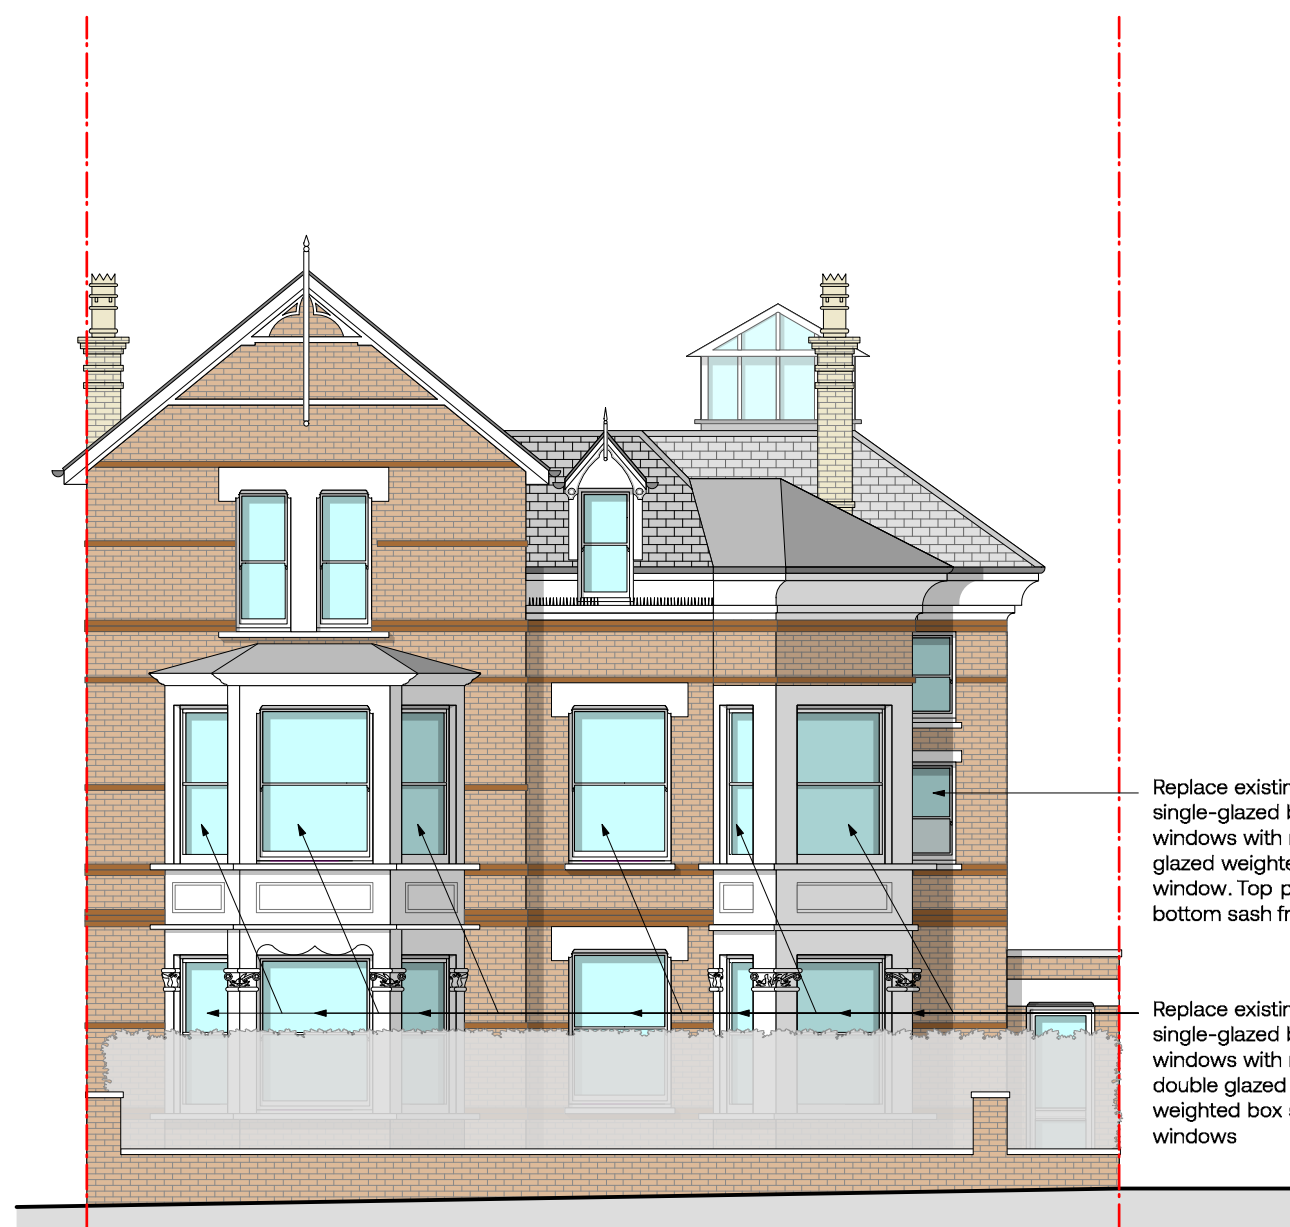 Replace existin
single-glazed b
windows with
glazed weighte
window. Top p
bottom sash fr
Replace existin
single-glazed b
windows with
double glazed
weighted box
windows